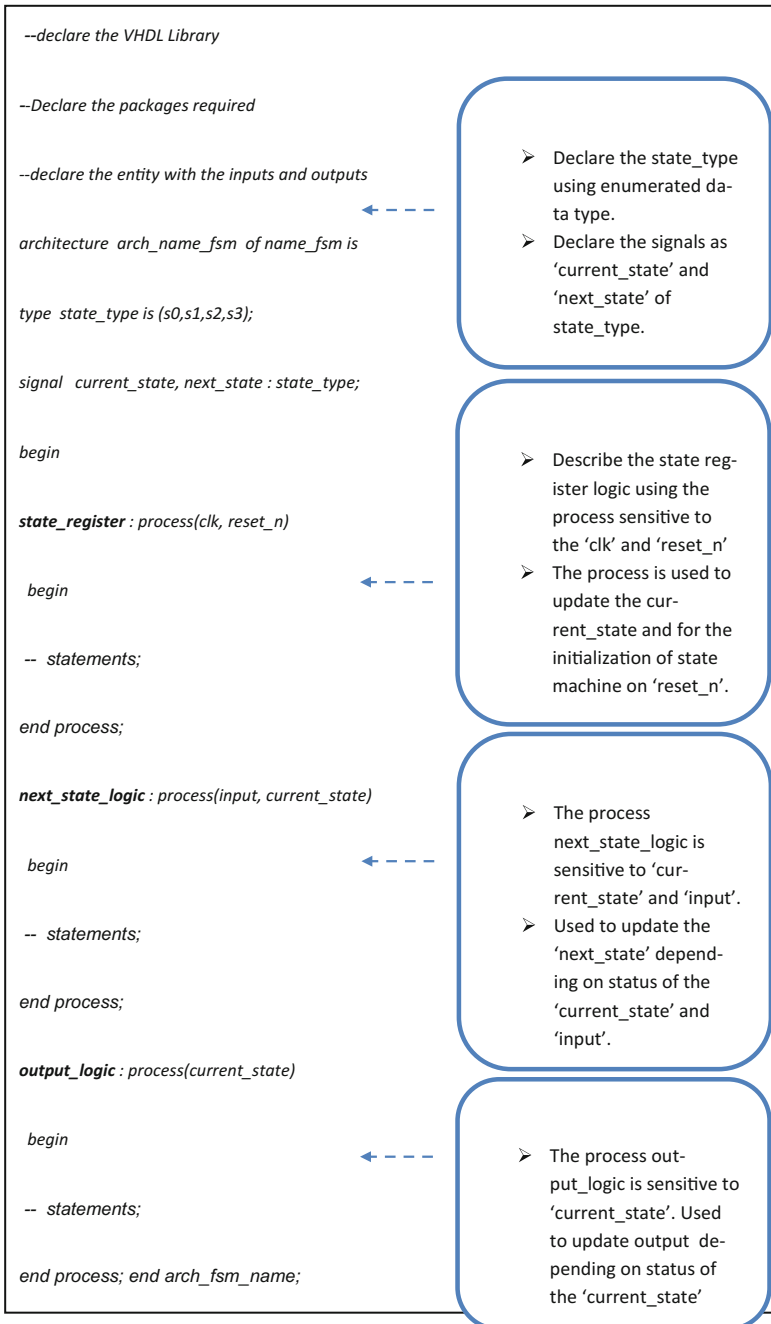 --declare the VHDL Library
--Declare the packages required
--declare the entity with the inputs and outputs
architecture arch_name_fsm of name_fsm is
type state_type is (s0,s1,s2,s3);
signal current_state, next_state : state_type;
begin
state_register : process(clk, reset_n)
begin
-- statements;
end process;
next_state_logic : process(input, current_state)
begin
-- statements;
end process;
output_logic : process(current_state)
begin
-- statements;
end process; end arch_fsm_name;
➢ Declare the state_type
using enumerated da-
ta type.
➢ Declare the signals as
‘current_state’ and
‘next_state’ of
state_type.
➢ Describe the state reg-
ister logic using the
process sensitive to
the ‘clk’ and ‘reset_n’
➢ The process is used to
update the cur-
rent_state and for the
initialization of state
machine on ‘reset_n’.
➢ The process
next_state_logic is
sensitive to ‘cur-
rent_state’ and ‘input’.
➢ Used to update the
‘next_state’ depend-
ing on status of the
‘current_state’ and
‘input’.
➢ The process out-
put_logic is sensitive to
‘current_state’. Used
to update output de-
pending on status of
the ‘current_state’